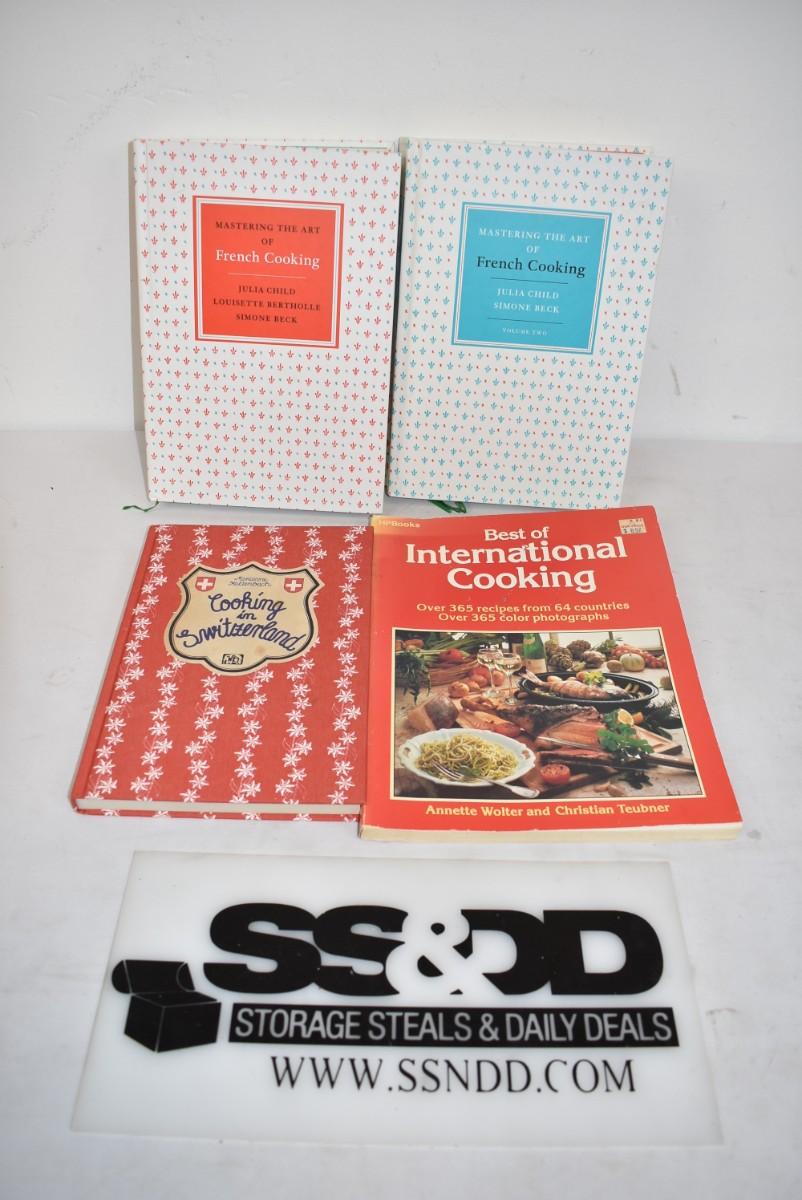 MASTERING THE ART
OF
French Cooking
JULIA CHILD
LOUISETTE BERTHOLLE
SIMONE BECK
MASTERING THE ART
OF
French Cooking
JULIA CHILD
SIMONE BECK
VOLUME TWO
Marianne
Kaltenbach
Cooking
in
Switzerland
HPBooks
Best of
International
Cooking
Over 365 recipes from 64 countries
Over 365 color photographs
Annette Wolter and Christian Teubner
SS&DD
STORAGE STEALS & DAILY DEALS
WWW.SSNDD.COM